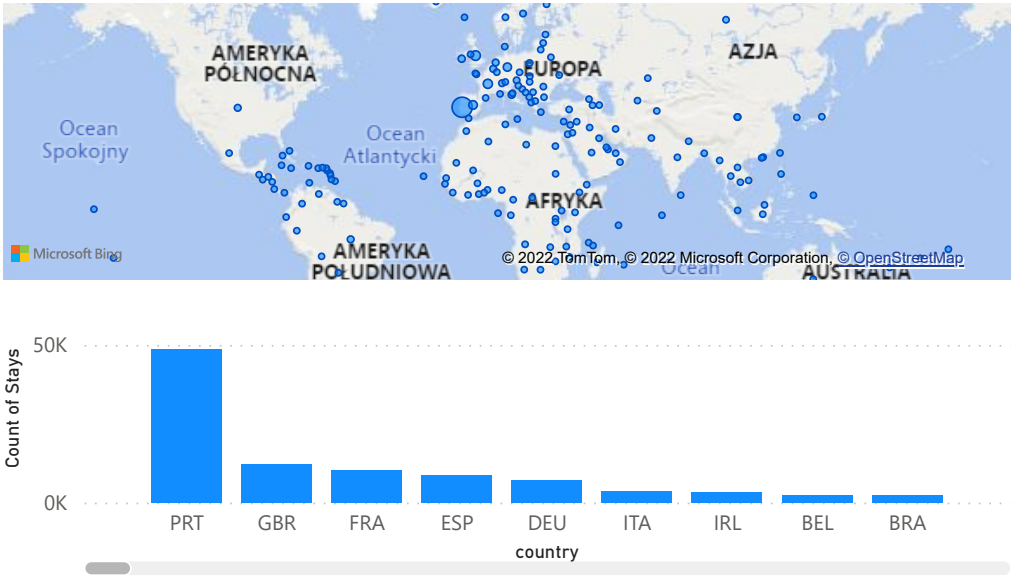 AMERYKA
PÓŁNOCNA
AZJA
EUROPA
Ocean
Spokojny
Ocean
Atlantycki
AFRYKA
Microsoft Bing
AMERYKA
POŁUDNIOWA
© 2022 TomTom, © 2022 Microsoft Corporation, © OpenStreetMap
Ocean
AUSTRALIA
50K
Count of Stays
0K
PRT GBR FRA ESP DEU ITA IRL BEL BRA
country